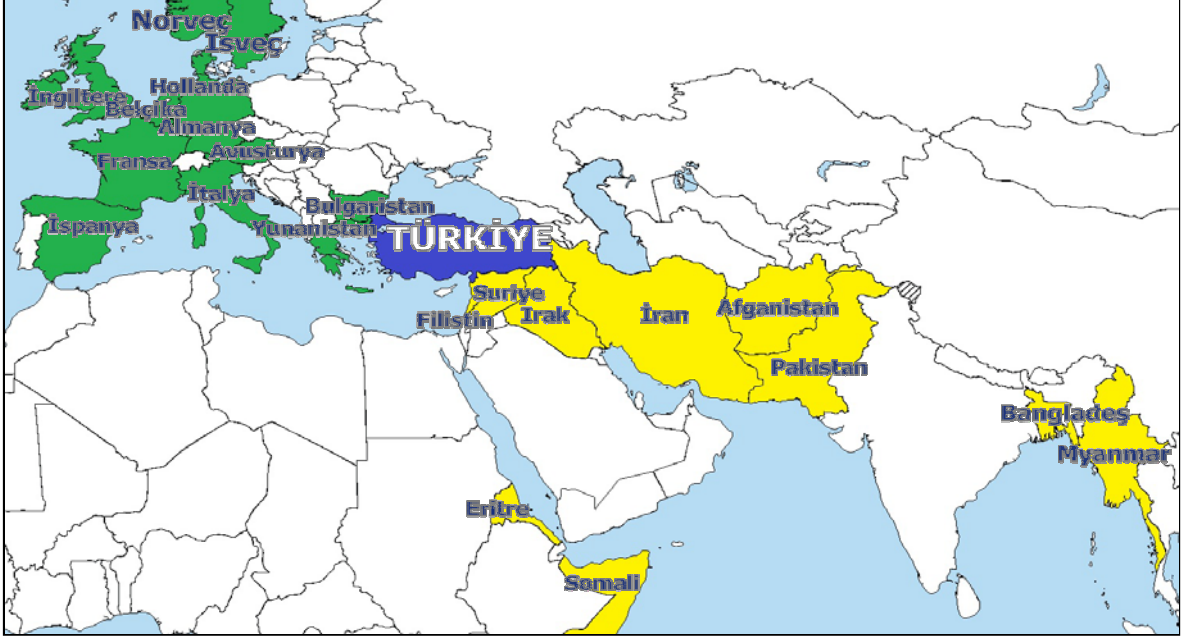 Norveç
İsveç
Hollanda
İngiltere
Belçika
Almanya
Avusturya
Fransa
İtalya
Bulgaristan
İspanya
Yunanistan
TÜRKİYE
Suriye
Afganistan
Irak
İran
Filistin
Pakistan
Bangladeş
Myanmar
Eritre
Somali